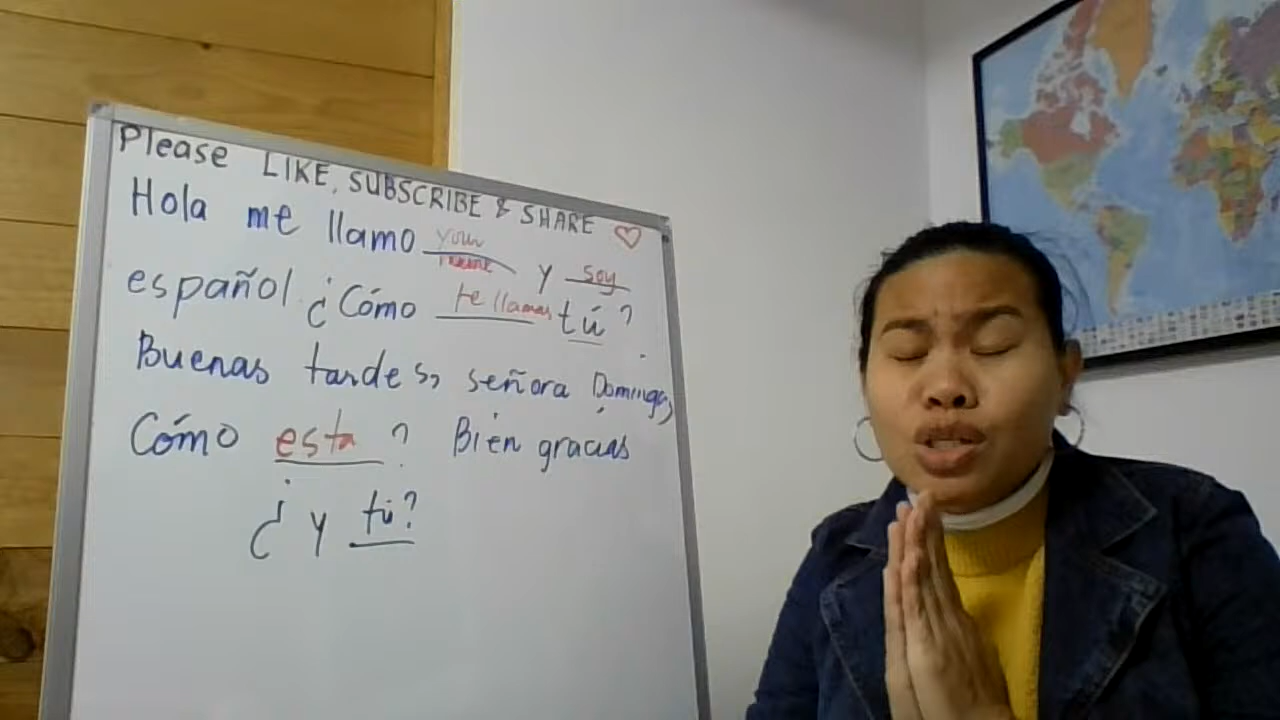 Please LIKE, SUBSCRIBE & SHARE ♡
Hola me llamo your name y soy
español. ¿Cómo te llamas tú?
Buenas tardes, señora Domingo,
Cómo esta? Bien gracias
¿y tú?